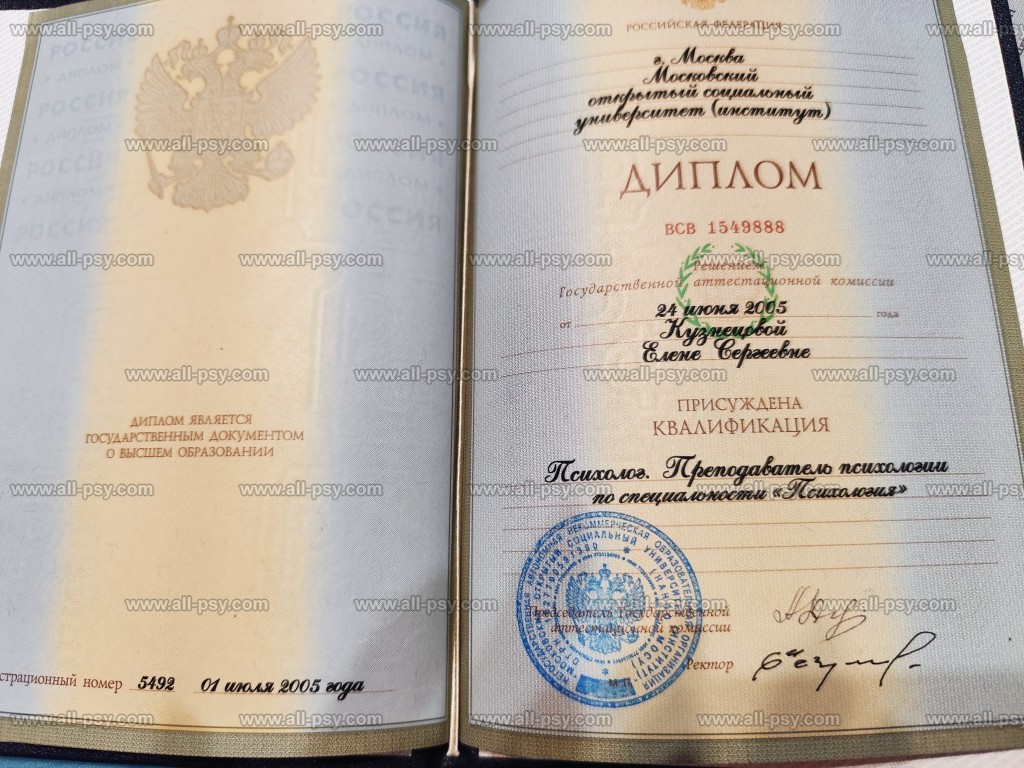 ДИПЛОМ ЯВЛЯЕТСЯ
ГОСУДАРСТВЕННЫМ ДОКУМЕНТОМ
О ВЫСШЕМ ОБРАЗОВАНИИ
страционный номер 5492 01 июля 2005 года
РОССИЙСКАЯ ФЕДЕРАЦИЯ
г. Москва
Московский
открытый социальный
университет (институт)
ДИПЛОМ
ВСВ 1549888
Решением
Государственной аттестационной комиссии
от 24 июня 2005 года
Кузнецовой
Елене Сергеевне
ПРИСУЖДЕНА
КВАЛИФИКАЦИЯ
Психолог. Преподаватель психологии
по специальности «Психология»
Председатель Государственной
аттестационной комиссии
Ректор
М.П.
www.all-psy.com